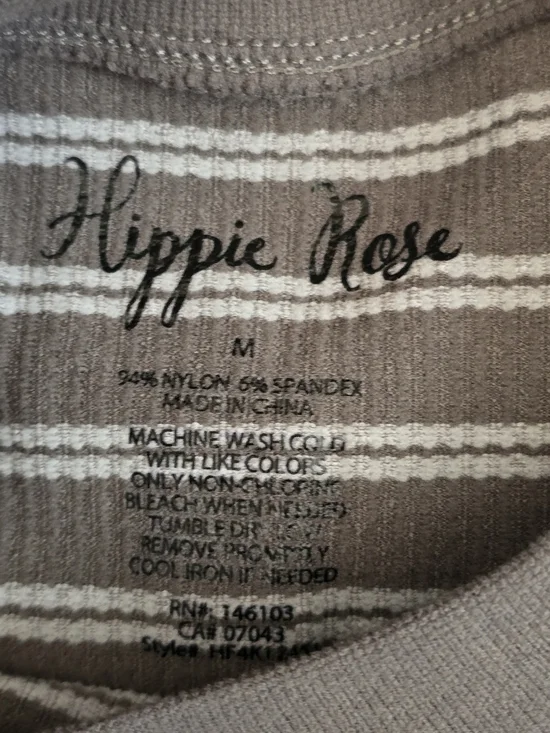 Hippie Rose
M
94% NYLON 6% SPANDEX
MADE IN CHINA
MACHINE WASH COLD
WITH LIKE COLORS
ONLY NON-CHLORINE
BLEACH WHEN NEEDED
TUMBLE DRY LOW
REMOVE PROMPTLY
COOL IRON IF NEEDED
RN#: 146103
CA# 07043
Style#